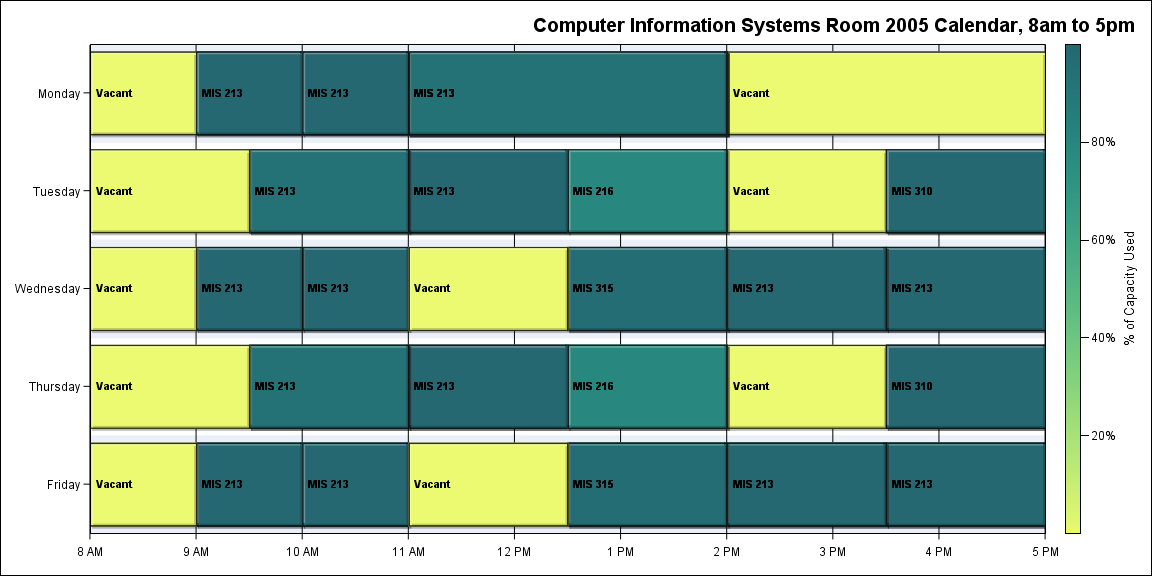 Computer Information Systems Room 2005 Calendar, 8am to 5pm
Monday
Vacant
MIS 213
MIS 213
MIS 213
Vacant
Tuesday
Vacant
MIS 213
MIS 213
MIS 216
Vacant
MIS 310
Wednesday
Vacant
MIS 213
MIS 213
Vacant
MIS 315
MIS 213
MIS 213
Thursday
Vacant
MIS 213
MIS 213
MIS 216
Vacant
MIS 310
Friday
Vacant
MIS 213
MIS 213
Vacant
MIS 315
MIS 213
MIS 213
8 AM
9 AM
10 AM
11 AM
12 PM
1 PM
2 PM
3 PM
4 PM
5 PM
80%
60%
40%
20%
% of Capacity Used